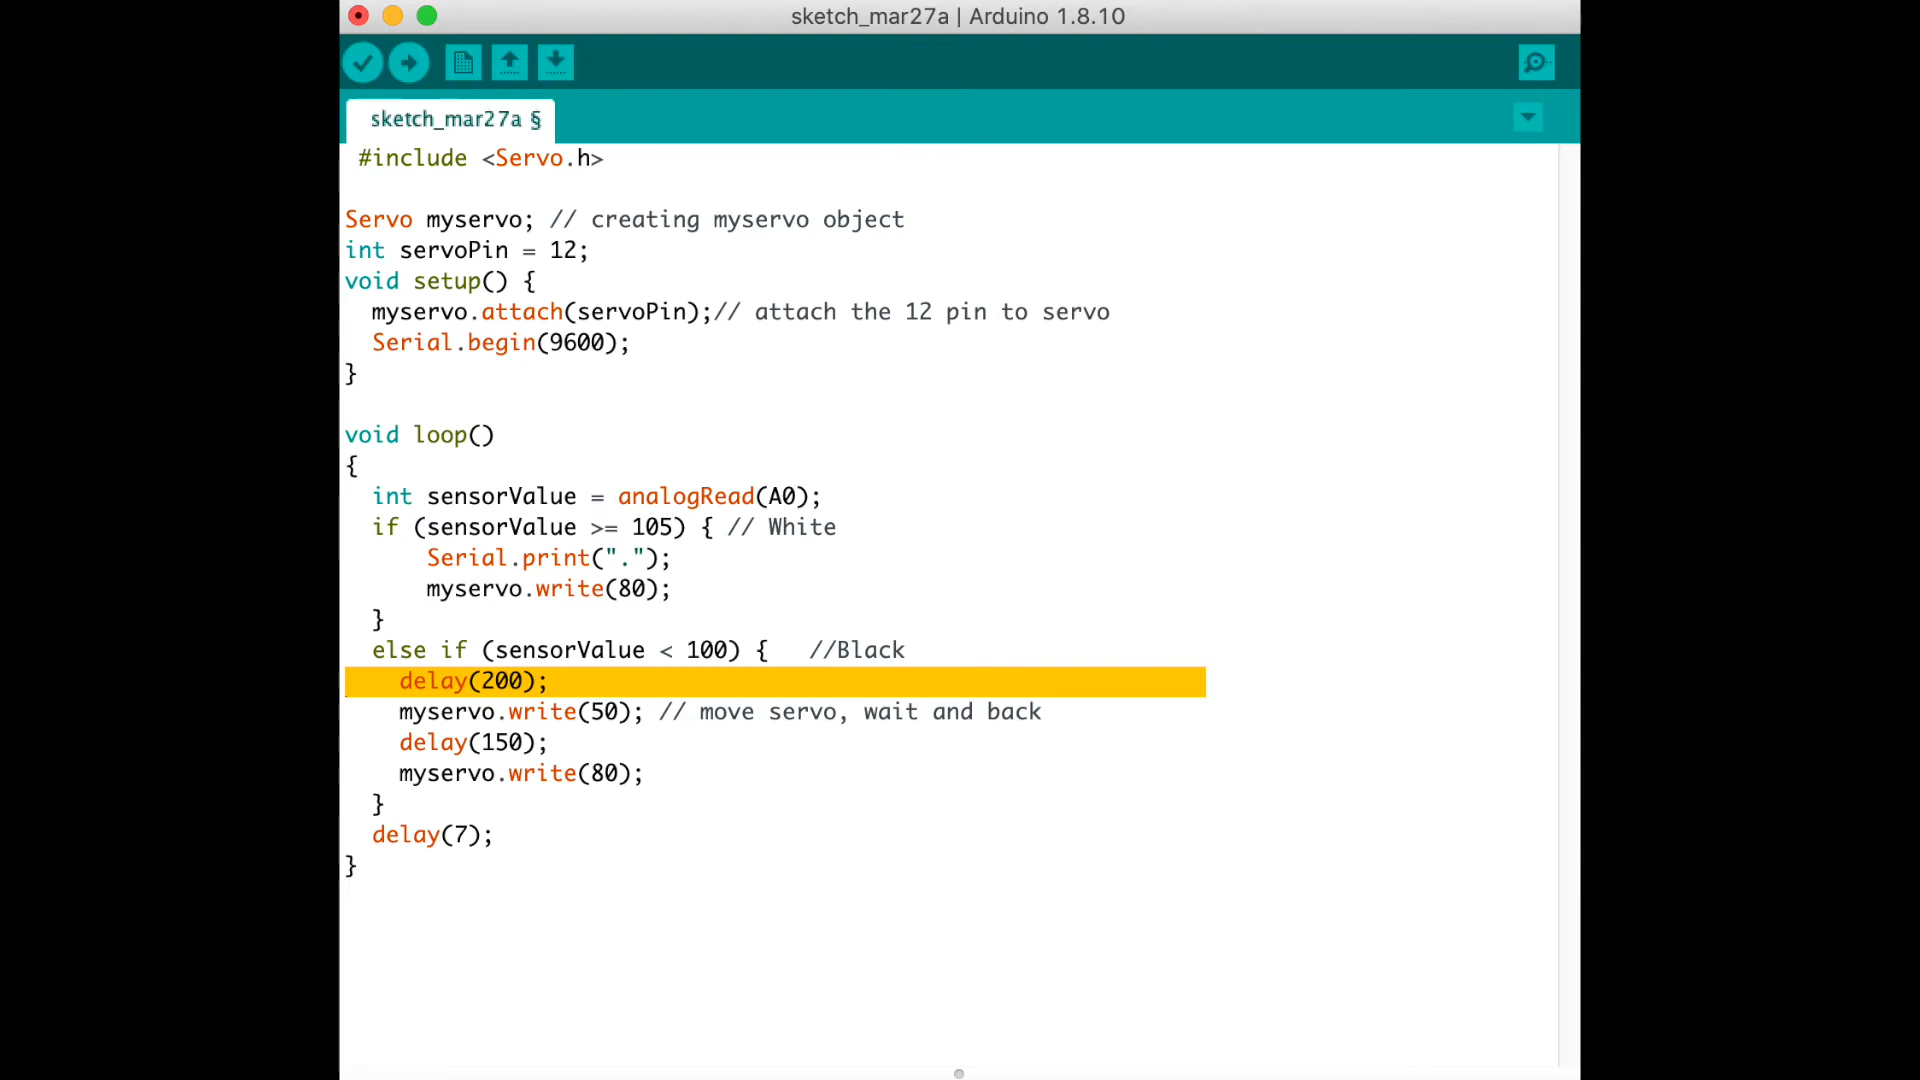 sketch_mar27a | Arduino 1.8.10
sketch_mar27a §
#include <Servo.h>
Servo myservo; // creating myservo object
int servoPin = 12;
void setup() {
  myservo.attach(servoPin);// attach the 12 pin to servo
  Serial.begin(9600);
}
void loop()
{
  int sensorValue = analogRead(A0);
  if (sensorValue >= 105) { // White
      Serial.print(".");
      myservo.write(80);
  }
  else if (sensorValue < 100) {   //Black
    delay(200);
    myservo.write(50); // move servo, wait and back
    delay(150);
    myservo.write(80);
  }
  delay(7);
}